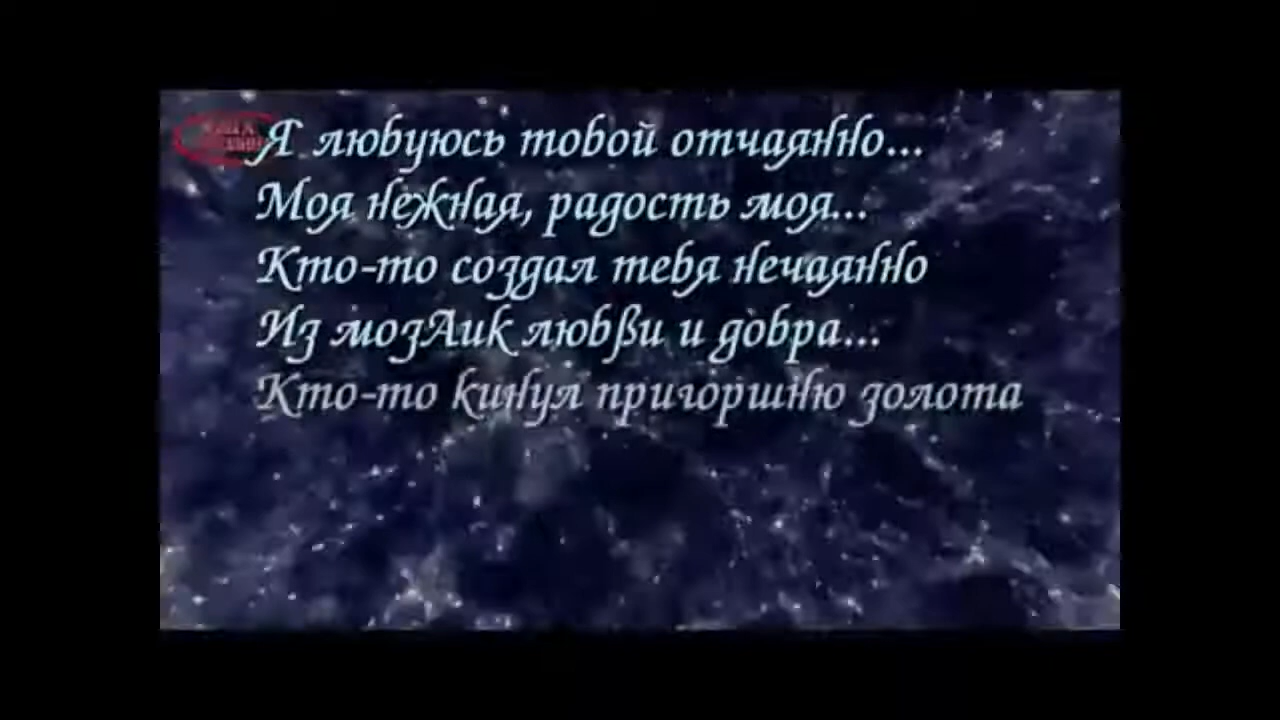 Я любуюсь тобой отчаянно...
Моя нежная, радость моя...
Кто-то создал тебя нечаянно
Из мозАик любви и добра...
Кто-то кинул пригоршню золота